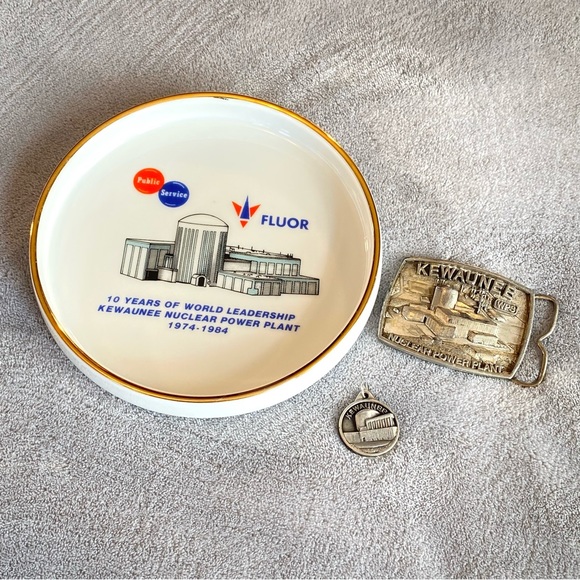 Public
Service
FLUOR
10 YEARS OF WORLD LEADERSHIP
KEWAUNEE NUCLEAR POWER PLANT
1974-1984
KEWAUNEE
WPS
NUCLEAR POWER PLANT
KEWAUNEE